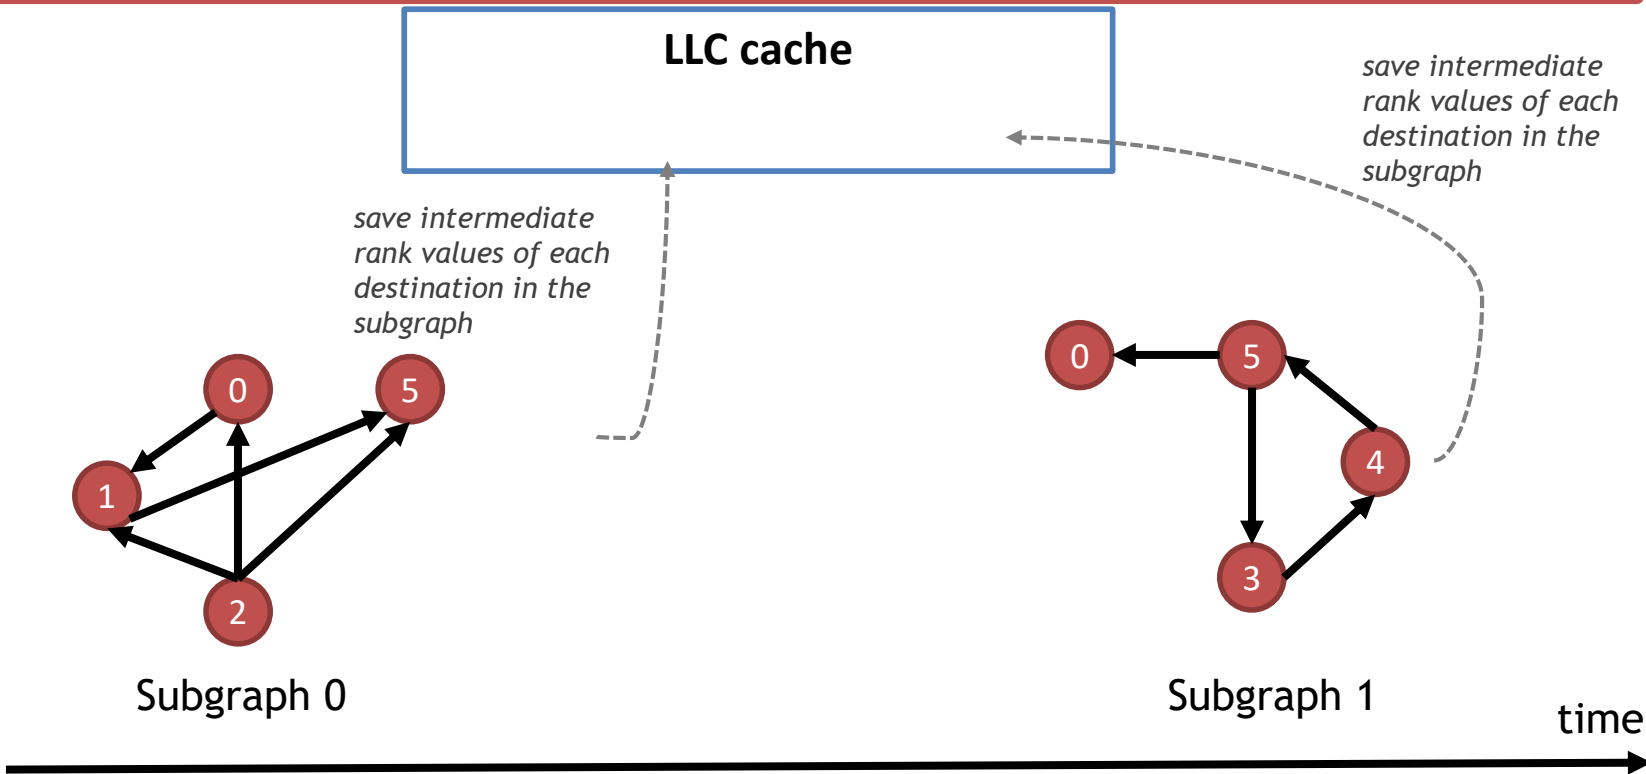 LLC cache
save intermediate
rank values of each
destination in the
subgraph
save intermediate
rank values of each
destination in the
subgraph
0
5
1
2
Subgraph 0
0
5
4
3
Subgraph 1
time